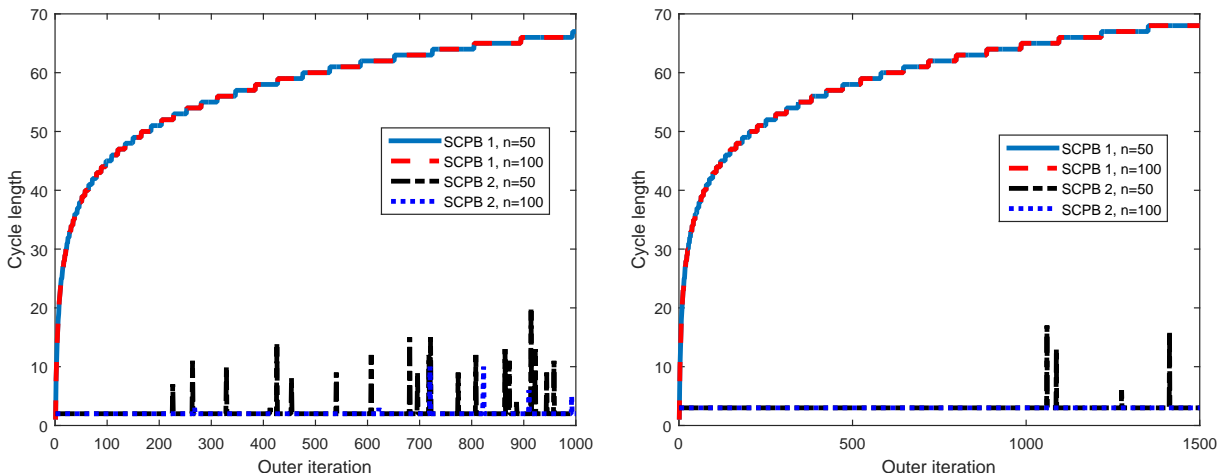 70
60
50
40
30
20
10
0
Cycle length
SCPB 1, n=50
SCPB 1, n=100
SCPB 2, n=50
SCPB 2, n=100
0 100 200 300 400 500 600 700 800 900 1000
Outer iteration
70
60
50
40
30
20
10
0
Cycle length
SCPB 1, n=50
SCPB 1, n=100
SCPB 2, n=50
SCPB 2, n=100
0 500 1000 1500
Outer iteration